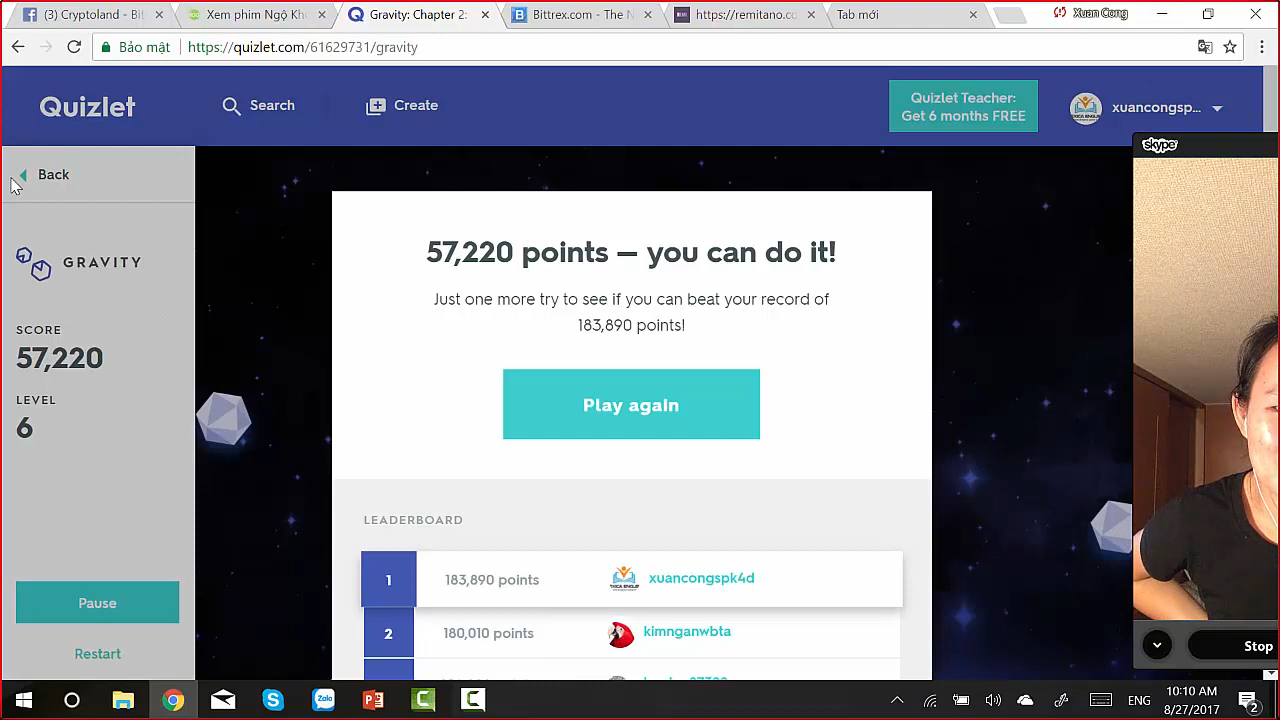 (3) Cryptoland - Bit
Xem phim Ngộ Kh
Gravity: Chapter 2:
Bittrex.com - The N
https://remitano.co
Tab mới
Xuan Cong
Bảo mật
https://quizlet.com/61629731/gravity
Quizlet
Search
Create
Quizlet Teacher:
Get 6 months FREE
xuancongsp...
skype
Back
GRAVITY
SCORE
57,220
LEVEL
6
57,220 points — you can do it!
Just one more try to see if you can beat your record of
183,890 points!
Play again
LEADERBOARD
1 183,890 points xuancongspk4d
2 180,010 points kimnganwbta
Pause
Restart
Stop
Zalo
ENG
10:10 AM
8/27/2017
2